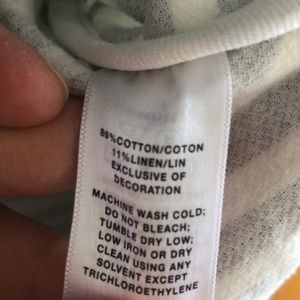 89%COTTON/COTON
11%LINEN/LIN
EXCLUSIVE OF
DECORATION
MACHINE WASH COLD;
DO NOT BLEACH;
TUMBLE DRY LOW;
LOW IRON OR DRY
CLEAN USING ANY
SOLVENT EXCEPT
TRICHLOROETHYLENE